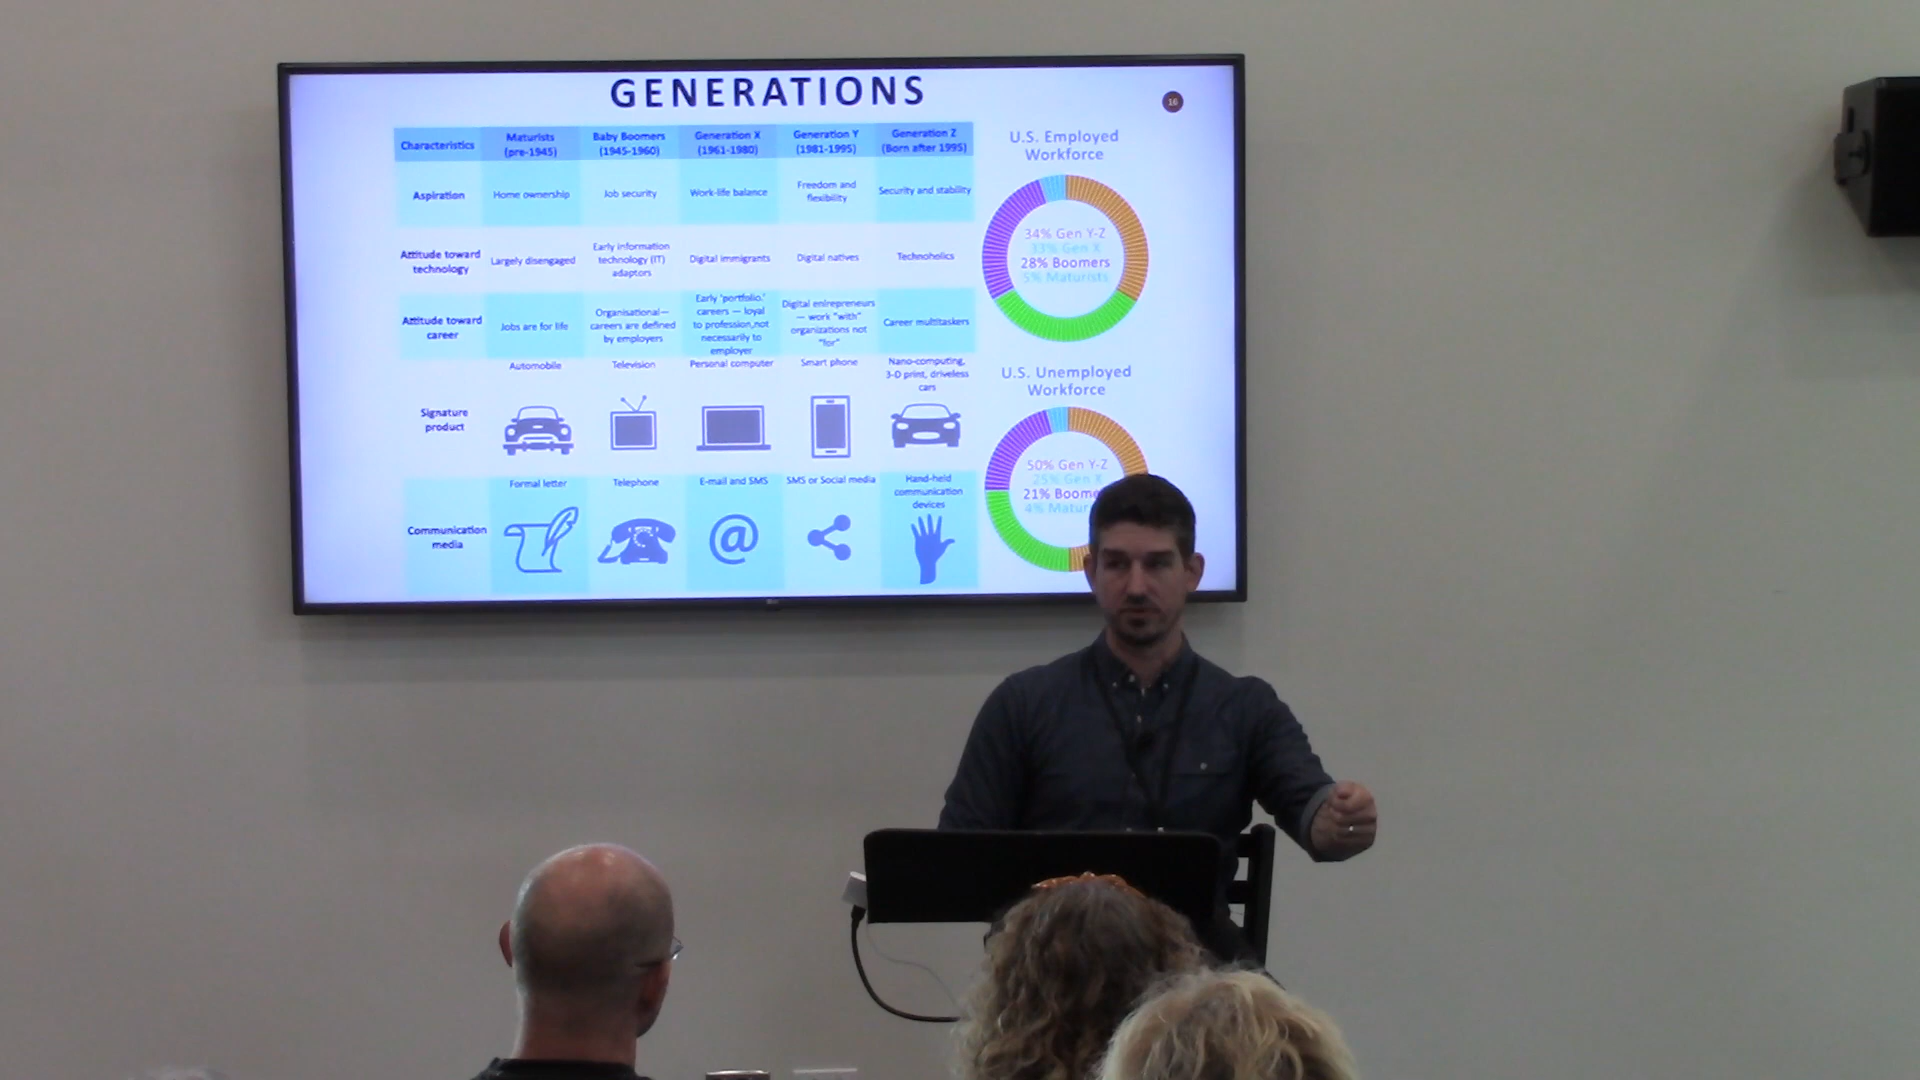 GENERATIONS
16
Characteristics
Maturists
(pre-1945)
Baby Boomers
(1945-1960)
Generation X
(1961-1980)
Generation Y
(1981-1995)
Generation Z
(Born after 1995)
Aspiration
Home ownership
Job security
Work-life balance
Freedom and
flexibility
Security and stability
Attitude toward
technology
Largely disengaged
Early information
technology (IT)
adaptors
Digital immigrants
Digital natives
Technoholics
Attitude toward
career
Jobs are for life
Organisational—
careers are defined
by employers
Early 'portfolio.'
careers — loyal
to profession,not
necessarily to
employer
Digital enirepreneurs
— work "with"
organizations not
"for"
Career multitaskers
Signature
product
Automobile
Television
Personal computer
Smart phone
Nano-computing,
3-D print, driveless
cars
Communication
media
Formal letter
Telephone
E-mail and SMS
@
SMS or Social media
Hand-held
communication
devices
U.S. Employed
Workforce
34% Gen Y-Z
33% Gen X
28% Boomers
5% Maturists
U.S. Unemployed
Workforce
50% Gen Y-Z
25% Gen X
21% Boome
4% Matur